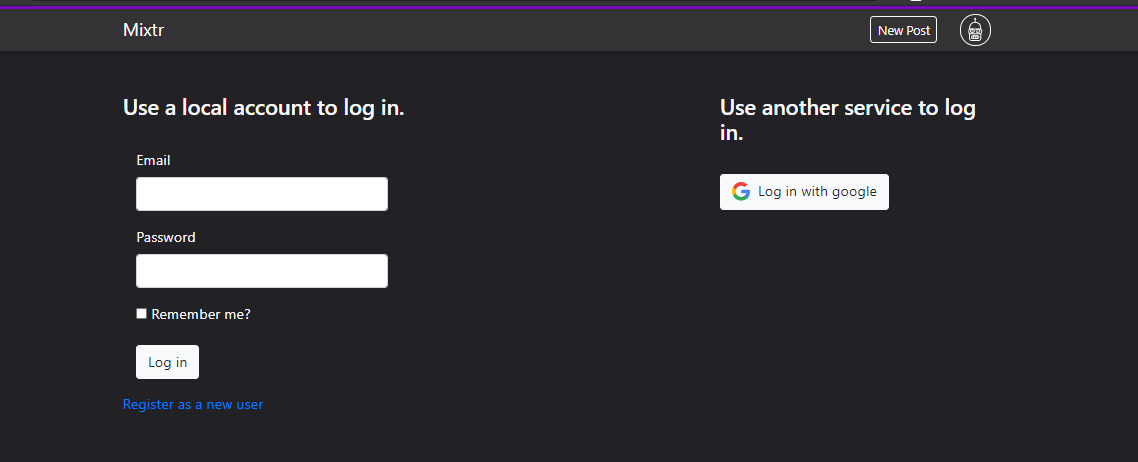 Mixtr
New Post
Use a local account to log in.
Email
Password
Remember me?
Log in
Register as a new user
Use another service to log
in.
Log in with google